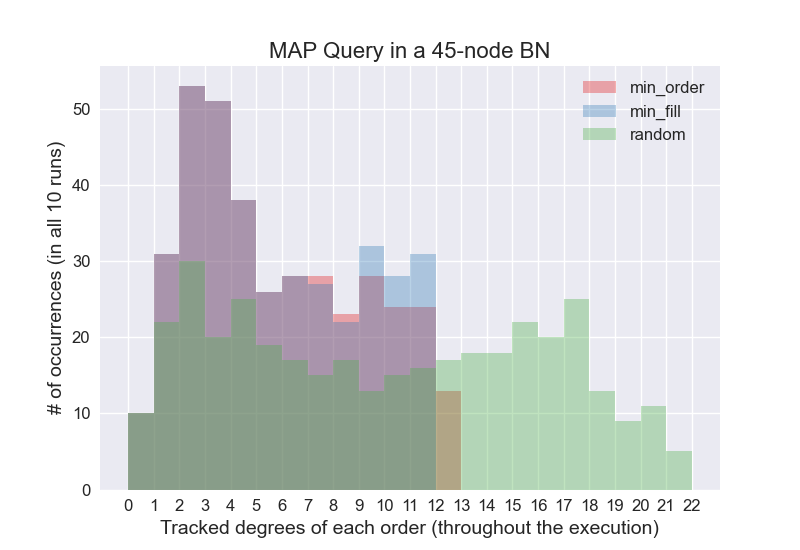 MAP Query in a 45-node BN
min_order
min_fill
random
50
40
30
20
10
0
# of occurrences (in all 10 runs)
0 1 2 3 4 5 6 7 8 9 10 11 12 13 14 15 16 17 18 19 20 21 22
Tracked degrees of each order (throughout the execution)